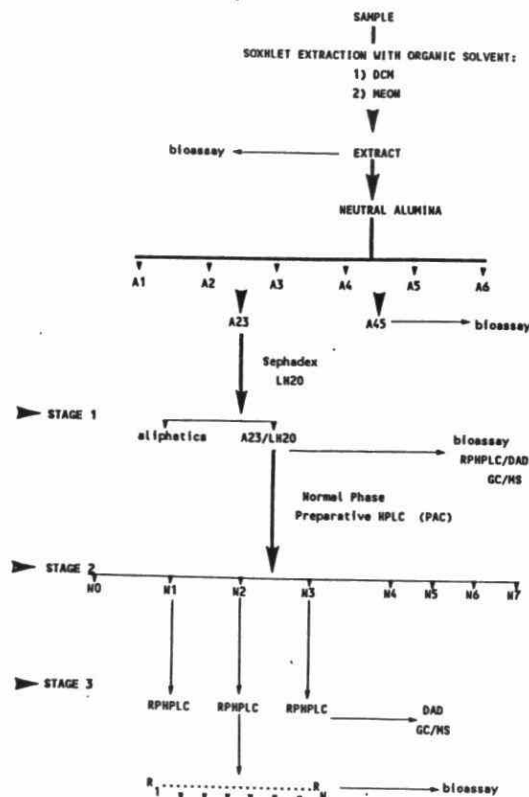 SAMPLE
SOXHLET EXTRACTION WITH ORGANIC SOLVENT:
1) DCM
2) MEOH
bioassay
EXTRACT
NEUTRAL ALUMINA
A1 A2 A3 A4 A5 A6
A23 A45 bioassay
Sephadex
LH20
STAGE 1
aliphatics A23/LH20
bioassay
RPHPLC/DAD
GC/MS
Normal Phase
Preparative HPLC (PAC)
STAGE 2
N0 N1 N2 N3 N4 N5 N6 N7
STAGE 3
RPHPLC RPHPLC RPHPLC DAD
GC/MS
R1 RN bioassay